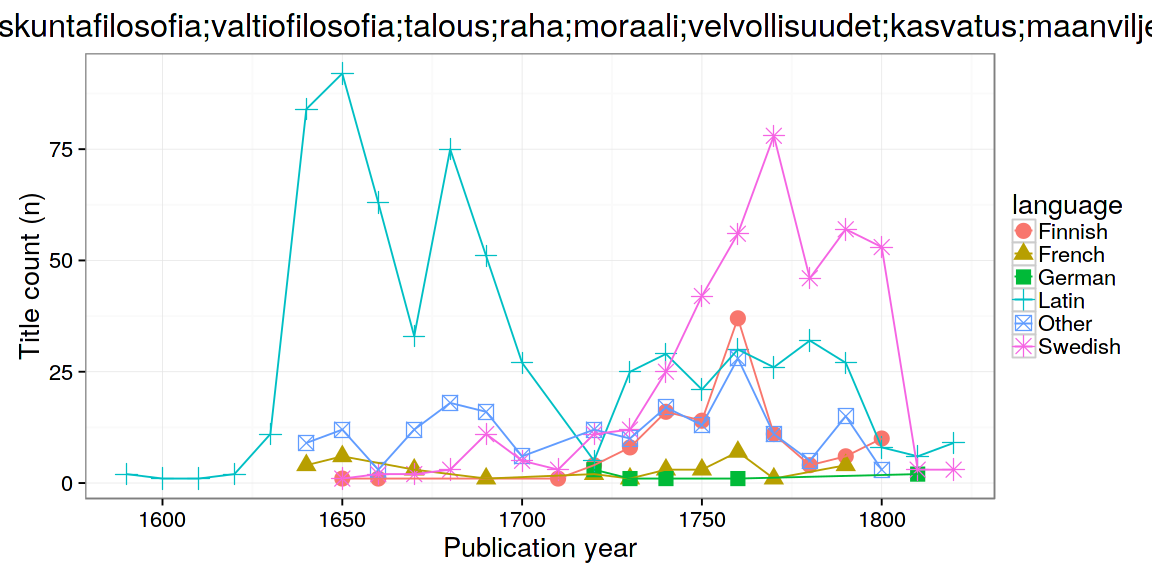 skuntafilosofia;valtiofilosofia;talous;raha;moraali;velvollisuudet;kasvatus;maanvilje
Title count (n)
75
50
25
0
1600 1650 1700 1750 1800
Publication year
language
Finnish
French
German
Latin
Other
Swedish